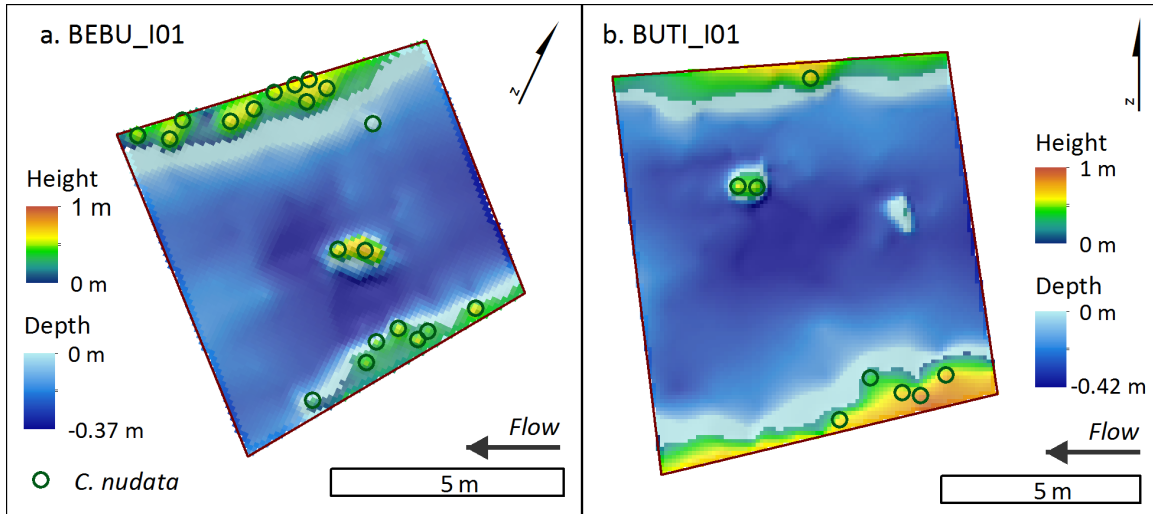 a. BEBU_I01
z
Height
1 m
0 m
Depth
0 m
-0.37 m
C. nudata
Flow
5 m
b. BUTI_I01
z
Height
1 m
0 m
Depth
0 m
-0.42 m
Flow
5 m